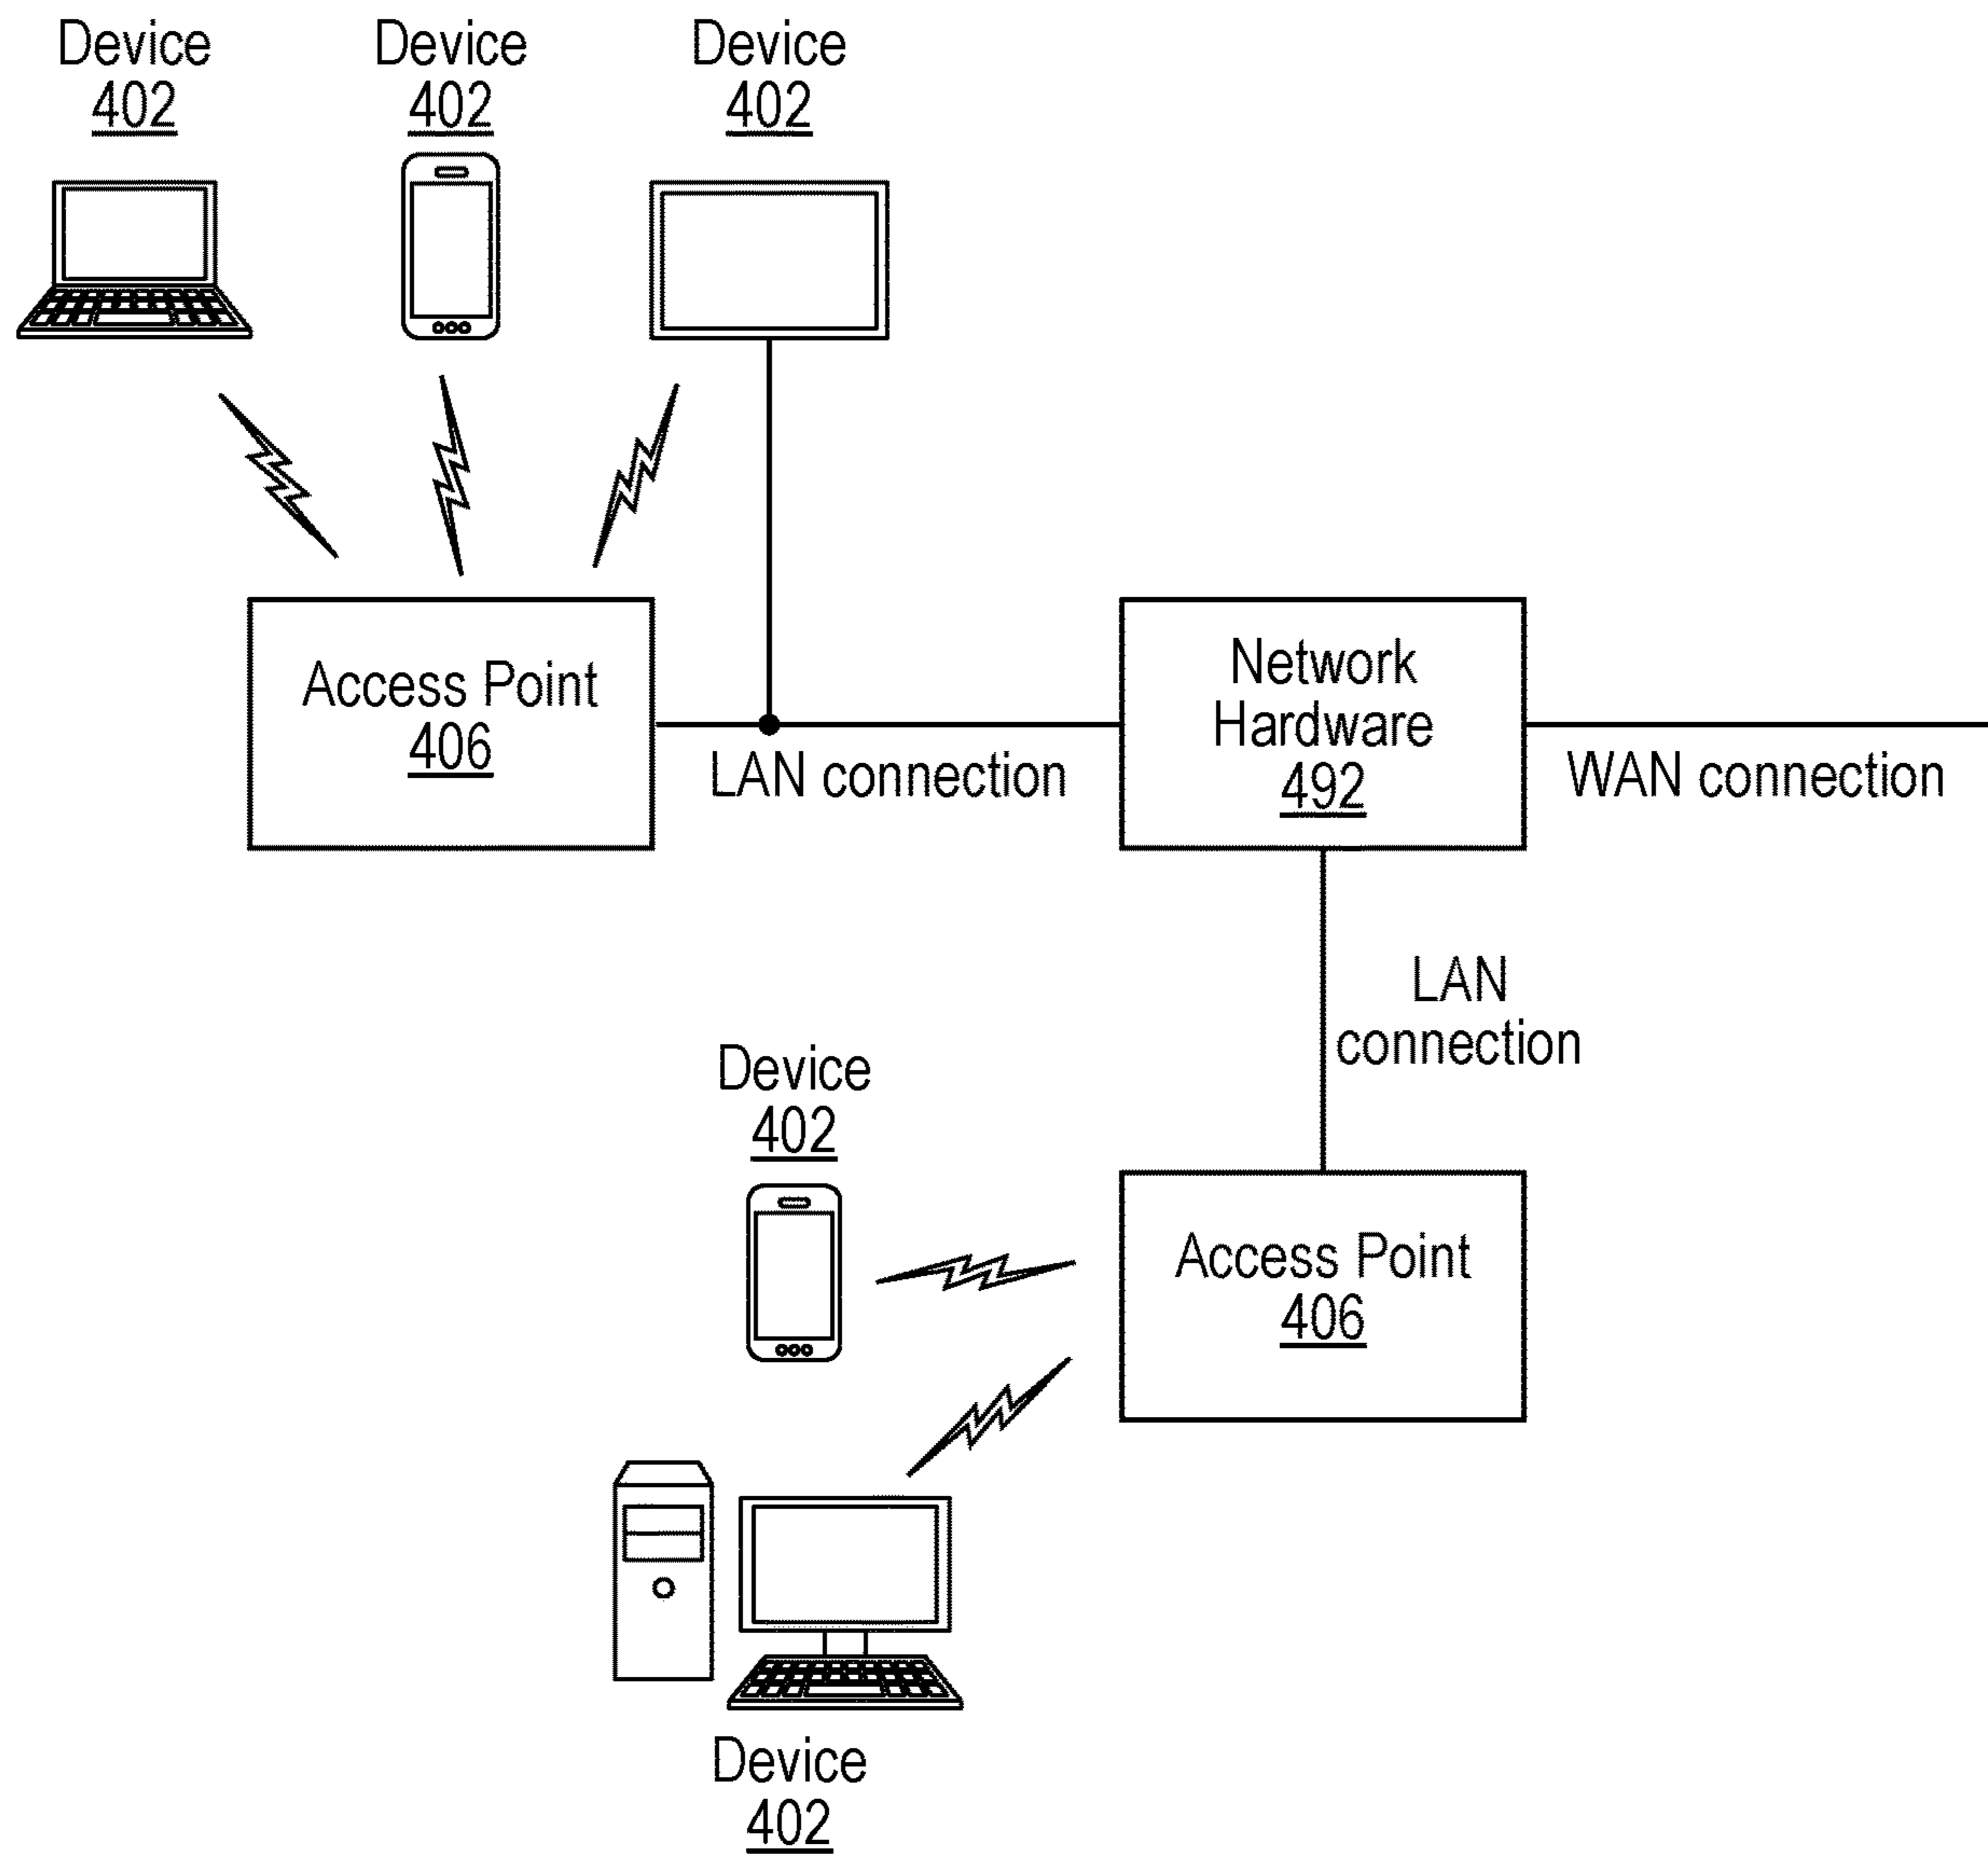 Device
402
Device
402
Device
402
Access Point
406
LAN connection
Network
Hardware
492
WAN connection
LAN
connection
Device
402
Access Point
406
Device
402